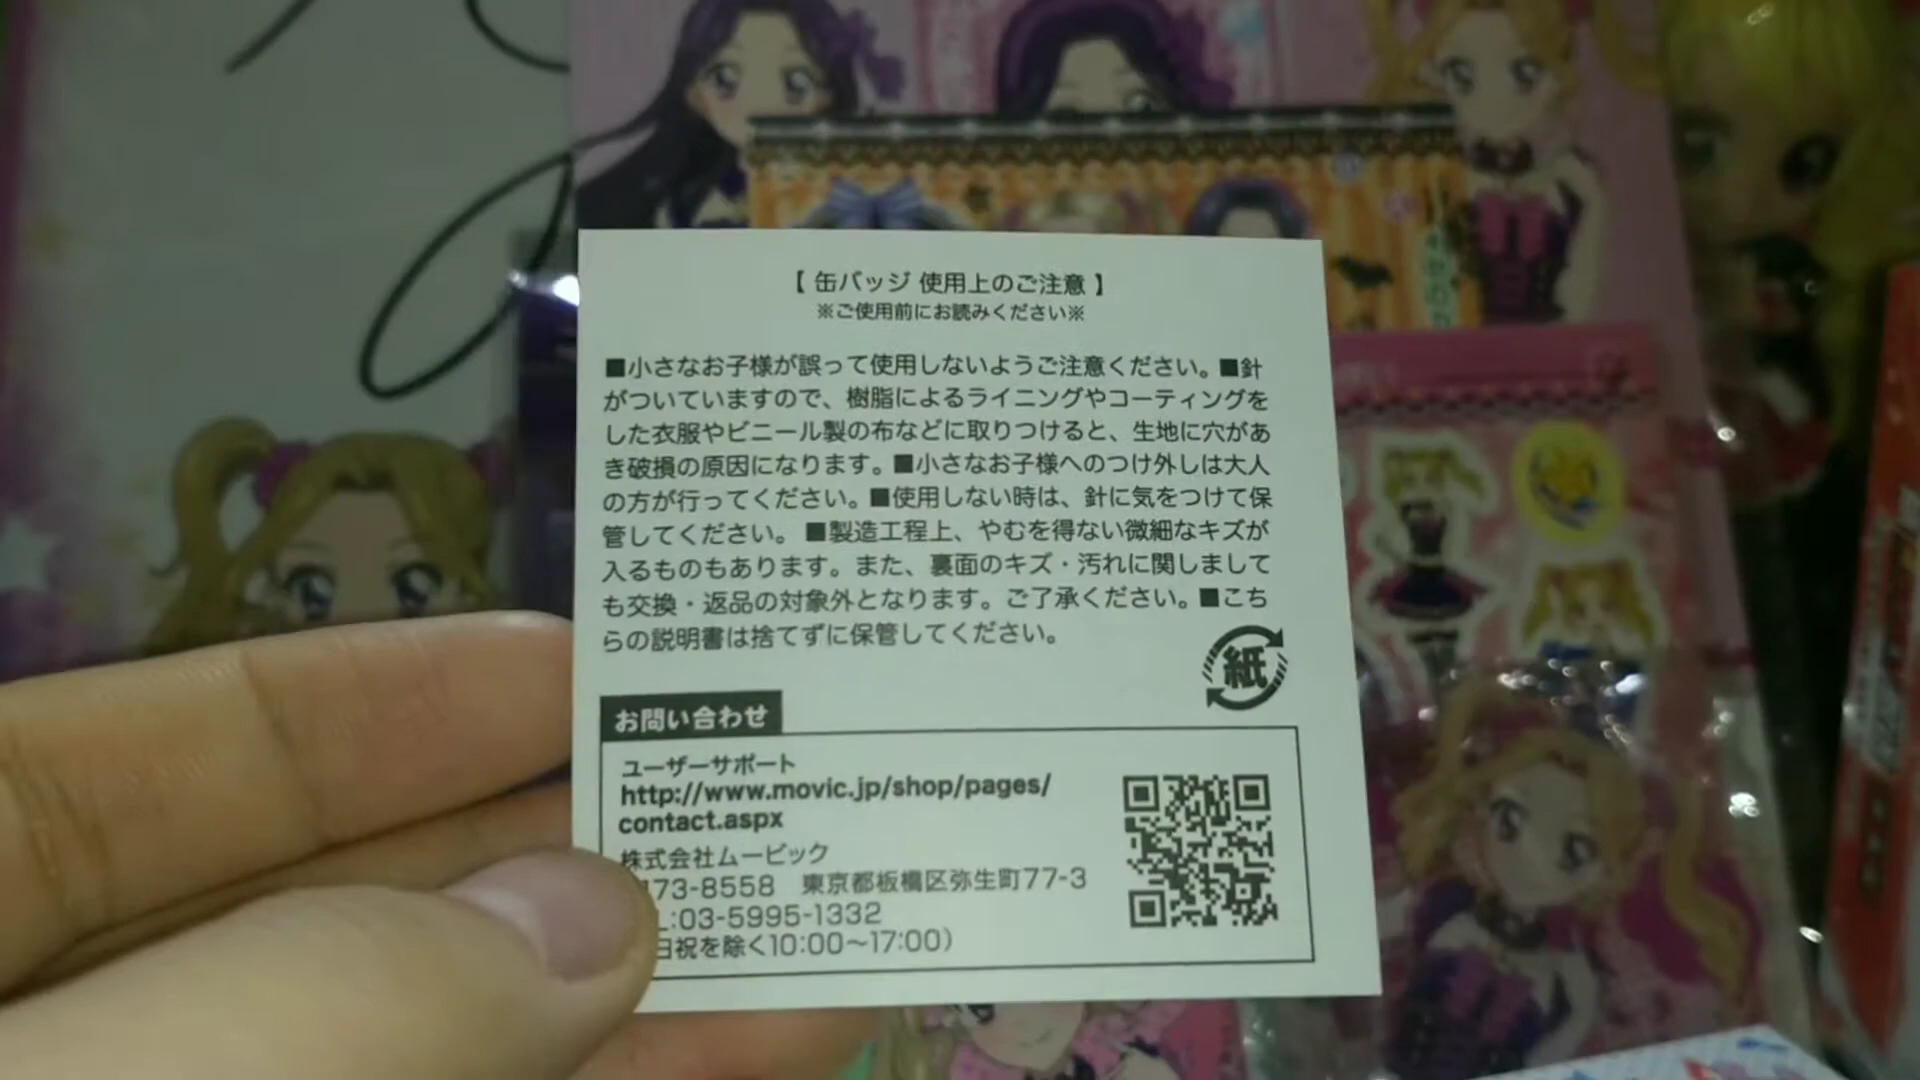 【 缶バッジ 使用上のご注意 】
※ご使用前にお読みください※
■小さなお子様が誤って使用しないようご注意ください。■針
がついていますので、樹脂によるライニングやコーティングを
した衣服やビニール製の布などに取りつけると、生地に穴があ
き破損の原因になります。■小さなお子様へのつけ外しは大人
の方が行ってください。■使用しない時は、針に気をつけて保
管してください。■製造工程上、やむを得ない微細なキズが
入るものもあります。また、裏面のキズ・汚れに関しまして
も交換・返品の対象外となります。ご了承ください。■こち
らの説明書は捨てずに保管してください。
紙
お問い合わせ
ユーザーサポート
http://www.movic.jp/shop/pages/
contact.aspx
株式会社ムービック
173-8558 東京都板橋区弥生町77-3
L:03-5995-1332
日祝を除く10:00～17:00）